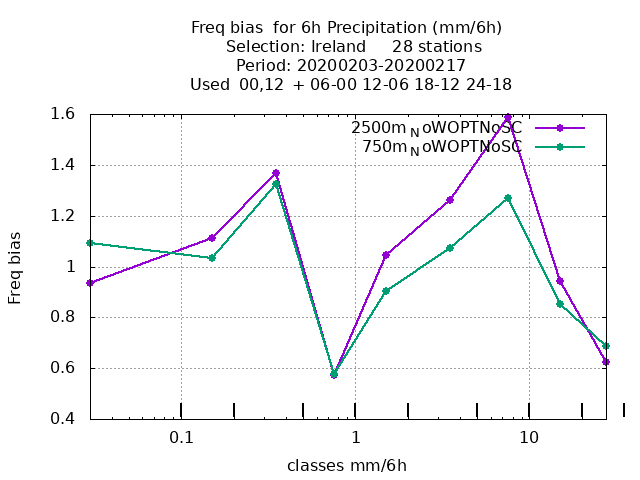 Freq bias  for 6h Precipitation (mm/6h)
Selection: Ireland     28 stations
Period: 20200203-20200217
Used  00,12  + 06-00 12-06 18-12 24-18
1.6
1.4
1.2
1
0.8
0.6
0.4
Freq bias
2500mNoWOPTNoSC
750mNoWOPTNoSC
0.1
1
10
classes mm/6h